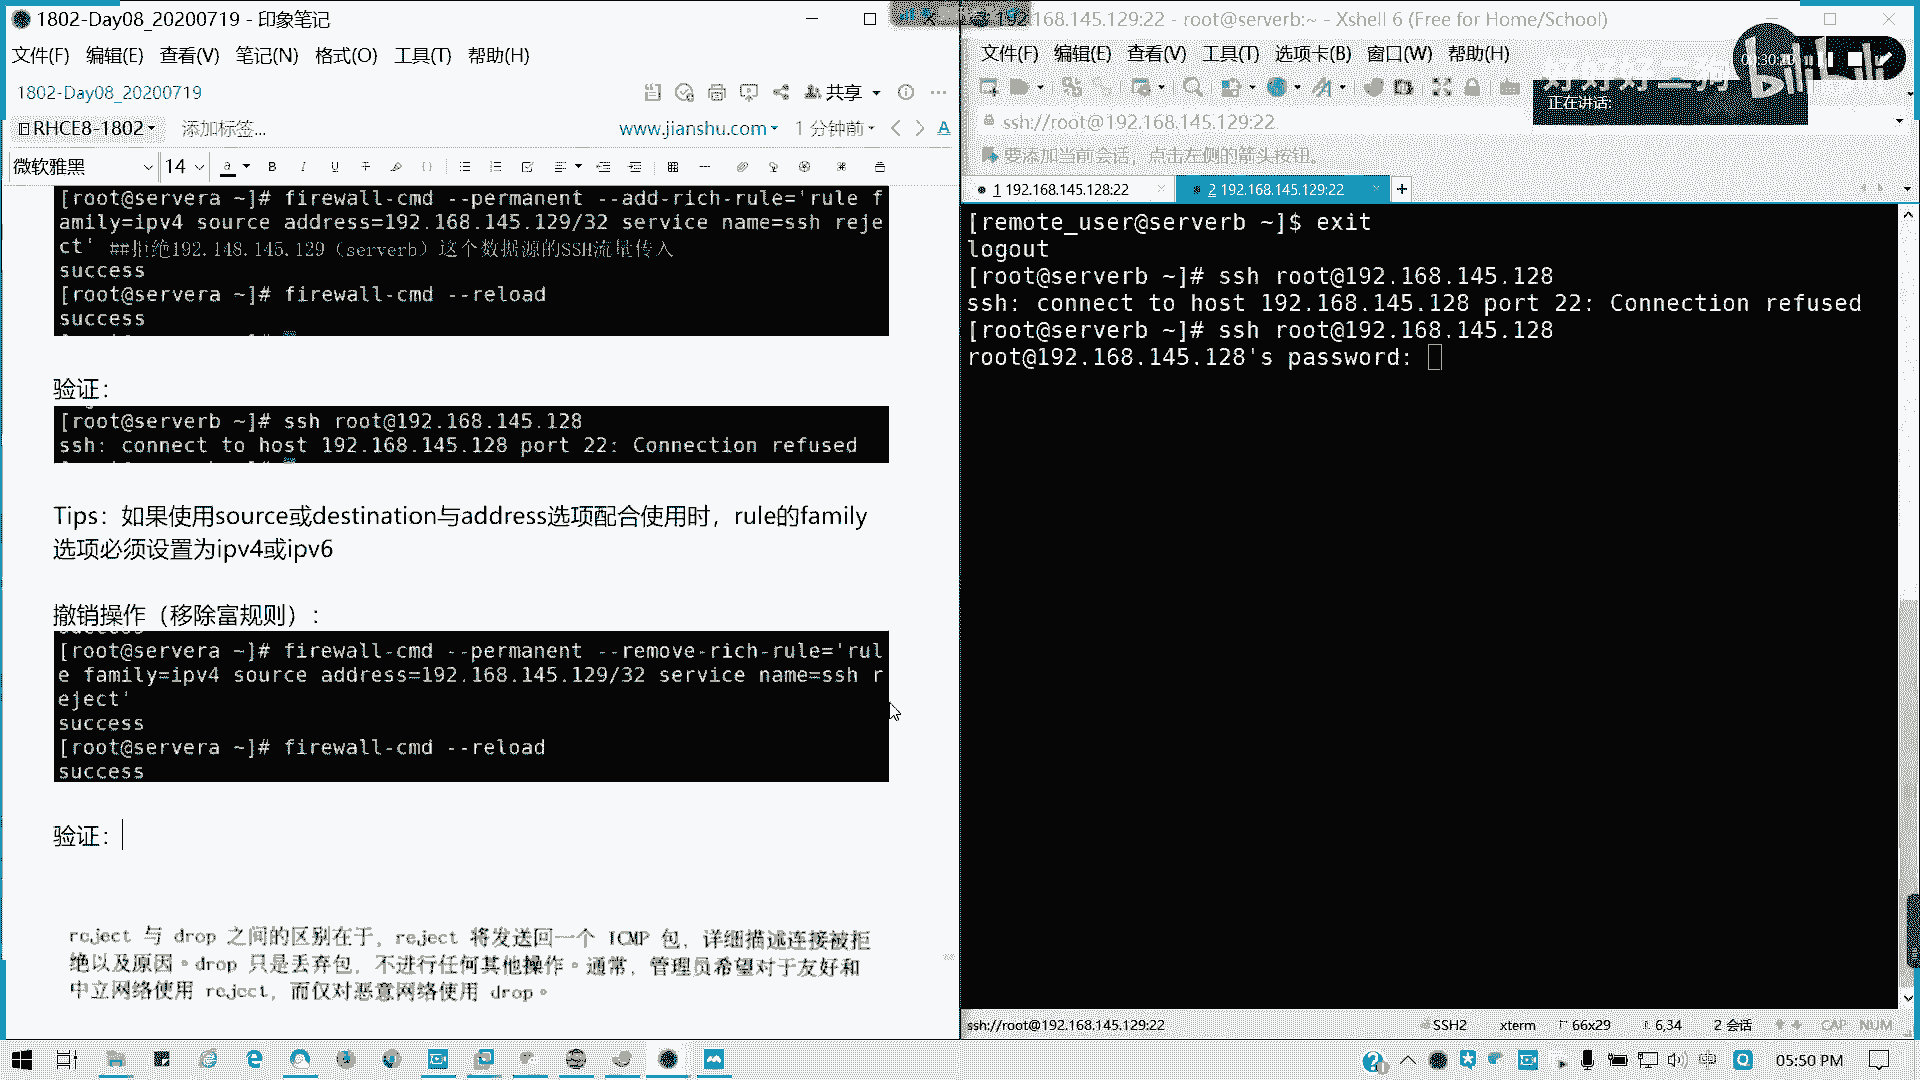 1802-Day08_20200719 - 印象笔记
文件(F) 编辑(E) 查看(V) 笔记(N) 格式(O) 工具(T) 帮助(H)
1802-Day08_20200719
共享
RHCE8-1802
添加标签...
www.jianshu.com
1 分钟前
微软雅黑
14
[root@servera ~]# firewall-cmd --permanent --add-rich-rule='rule f
amily=ipv4 source address=192.168.145.129/32 service name=ssh reje
ct' ##拒绝192.148.145.129（serverb）这个数据源的SSH流量传入
success
[root@servera ~]# firewall-cmd --reload
success
验证：
[root@serverb ~]# ssh root@192.168.145.128
ssh: connect to host 192.168.145.128 port 22: Connection refused
Tips：如果使用source或destination与address选项配合使用时，rule的family
选项必须设置为ipv4或ipv6
撤销操作（移除富规则）：
[root@servera ~]# firewall-cmd --permanent --remove-rich-rule='rul
e family=ipv4 source address=192.168.145.129/32 service name=ssh r
eject'
success
[root@servera ~]# firewall-cmd --reload
success
验证：
reject 与 drop 之间的区别在于，reject 将发送回一个 ICMP 包，详细描述连接被拒
绝以及原因。drop 只是丢弃包，不进行任何其他操作。通常，管理员希望对于友好和
中立网络使用 reject，而仅对恶意网络使用 drop。
192.168.145.129:22 - root@serverb:~ - Xshell 6 (Free for Home/School)
文件(F) 编辑(E) 查看(V) 工具(T) 选项卡(B) 窗口(W) 帮助(H)
bilibili
正在讲话:
ssh://root@192.168.145.129:22
要添加当前会话，点击左侧的箭头按钮。
1 192.168.145.128:22
2 192.168.145.129:22
[remote_user@serverb ~]$ exit
logout
[root@serverb ~]# ssh root@192.168.145.128
ssh: connect to host 192.168.145.128 port 22: Connection refused
[root@serverb ~]# ssh root@192.168.145.128
root@192.168.145.128's password:
ssh://root@192.168.145.129:22
SSH2
xterm
66x29
6,34
2 会话
CAP NUM
05:50 PM